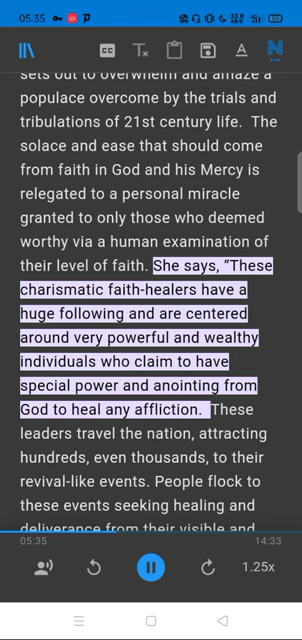 05.35
33.9
KB/s
4G
61
CC
sets out to overwhelm and amaze a
populace overcome by the trials and
tribulations of 21st century life.  The
solace and ease that should come
from faith in God and his Mercy is
relegated to a personal miracle
granted to only those who deemed
worthy via a human examination of
their level of faith. She says, “These
charismatic faith-healers have a
huge following and are centered
around very powerful and wealthy
individuals who claim to have
special power and anointing from
God to heal any affliction.  These
leaders travel the nation, attracting
hundreds, even thousands, to their
revival-like events. People flock to
these events seeking healing and
deliverance from their visible and
05:35
14:33
1.25x